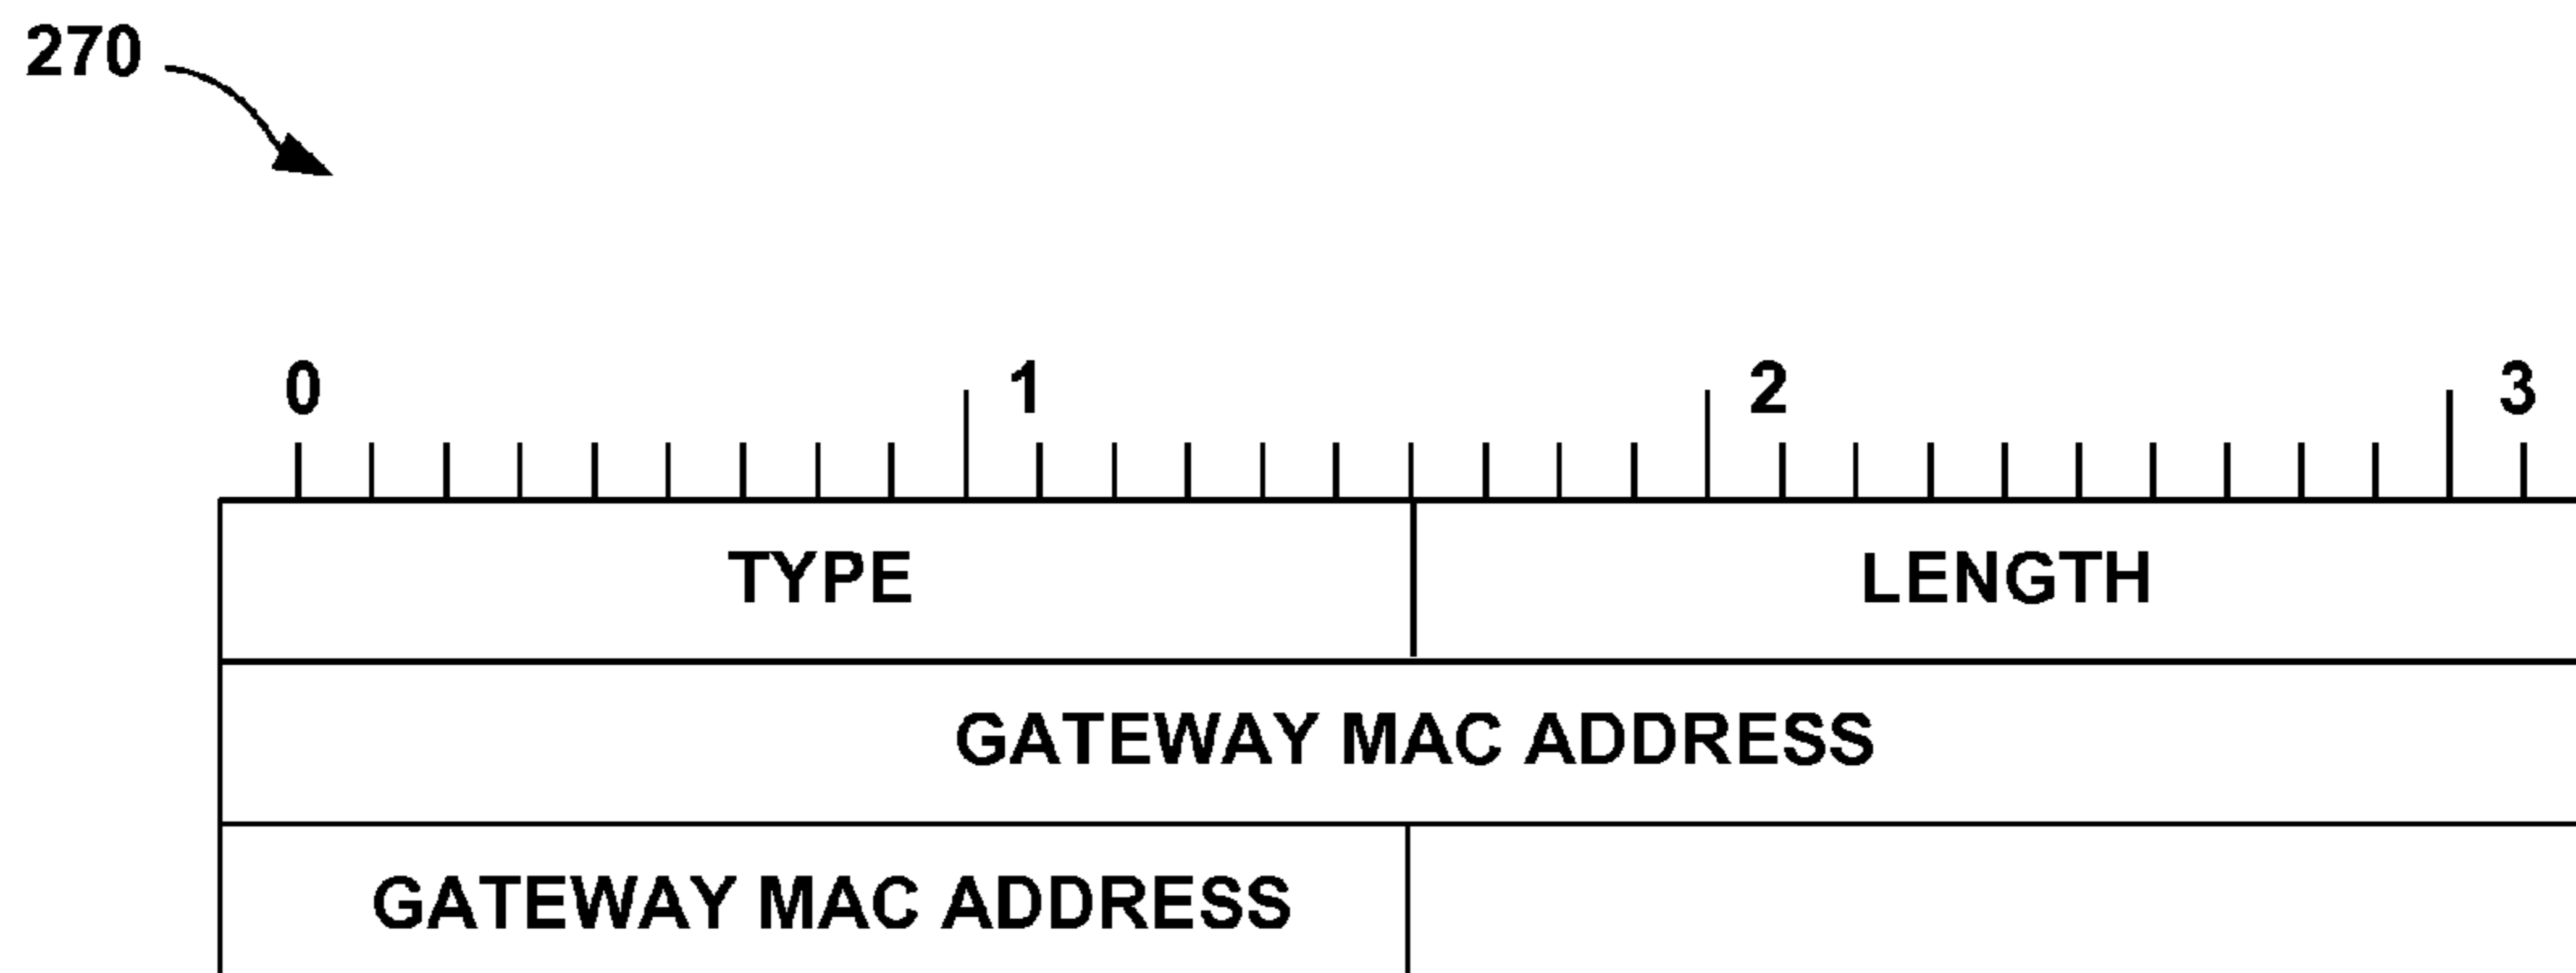 270
0 1 2 3
TYPE LENGTH
GATEWAY MAC ADDRESS
GATEWAY MAC ADDRESS